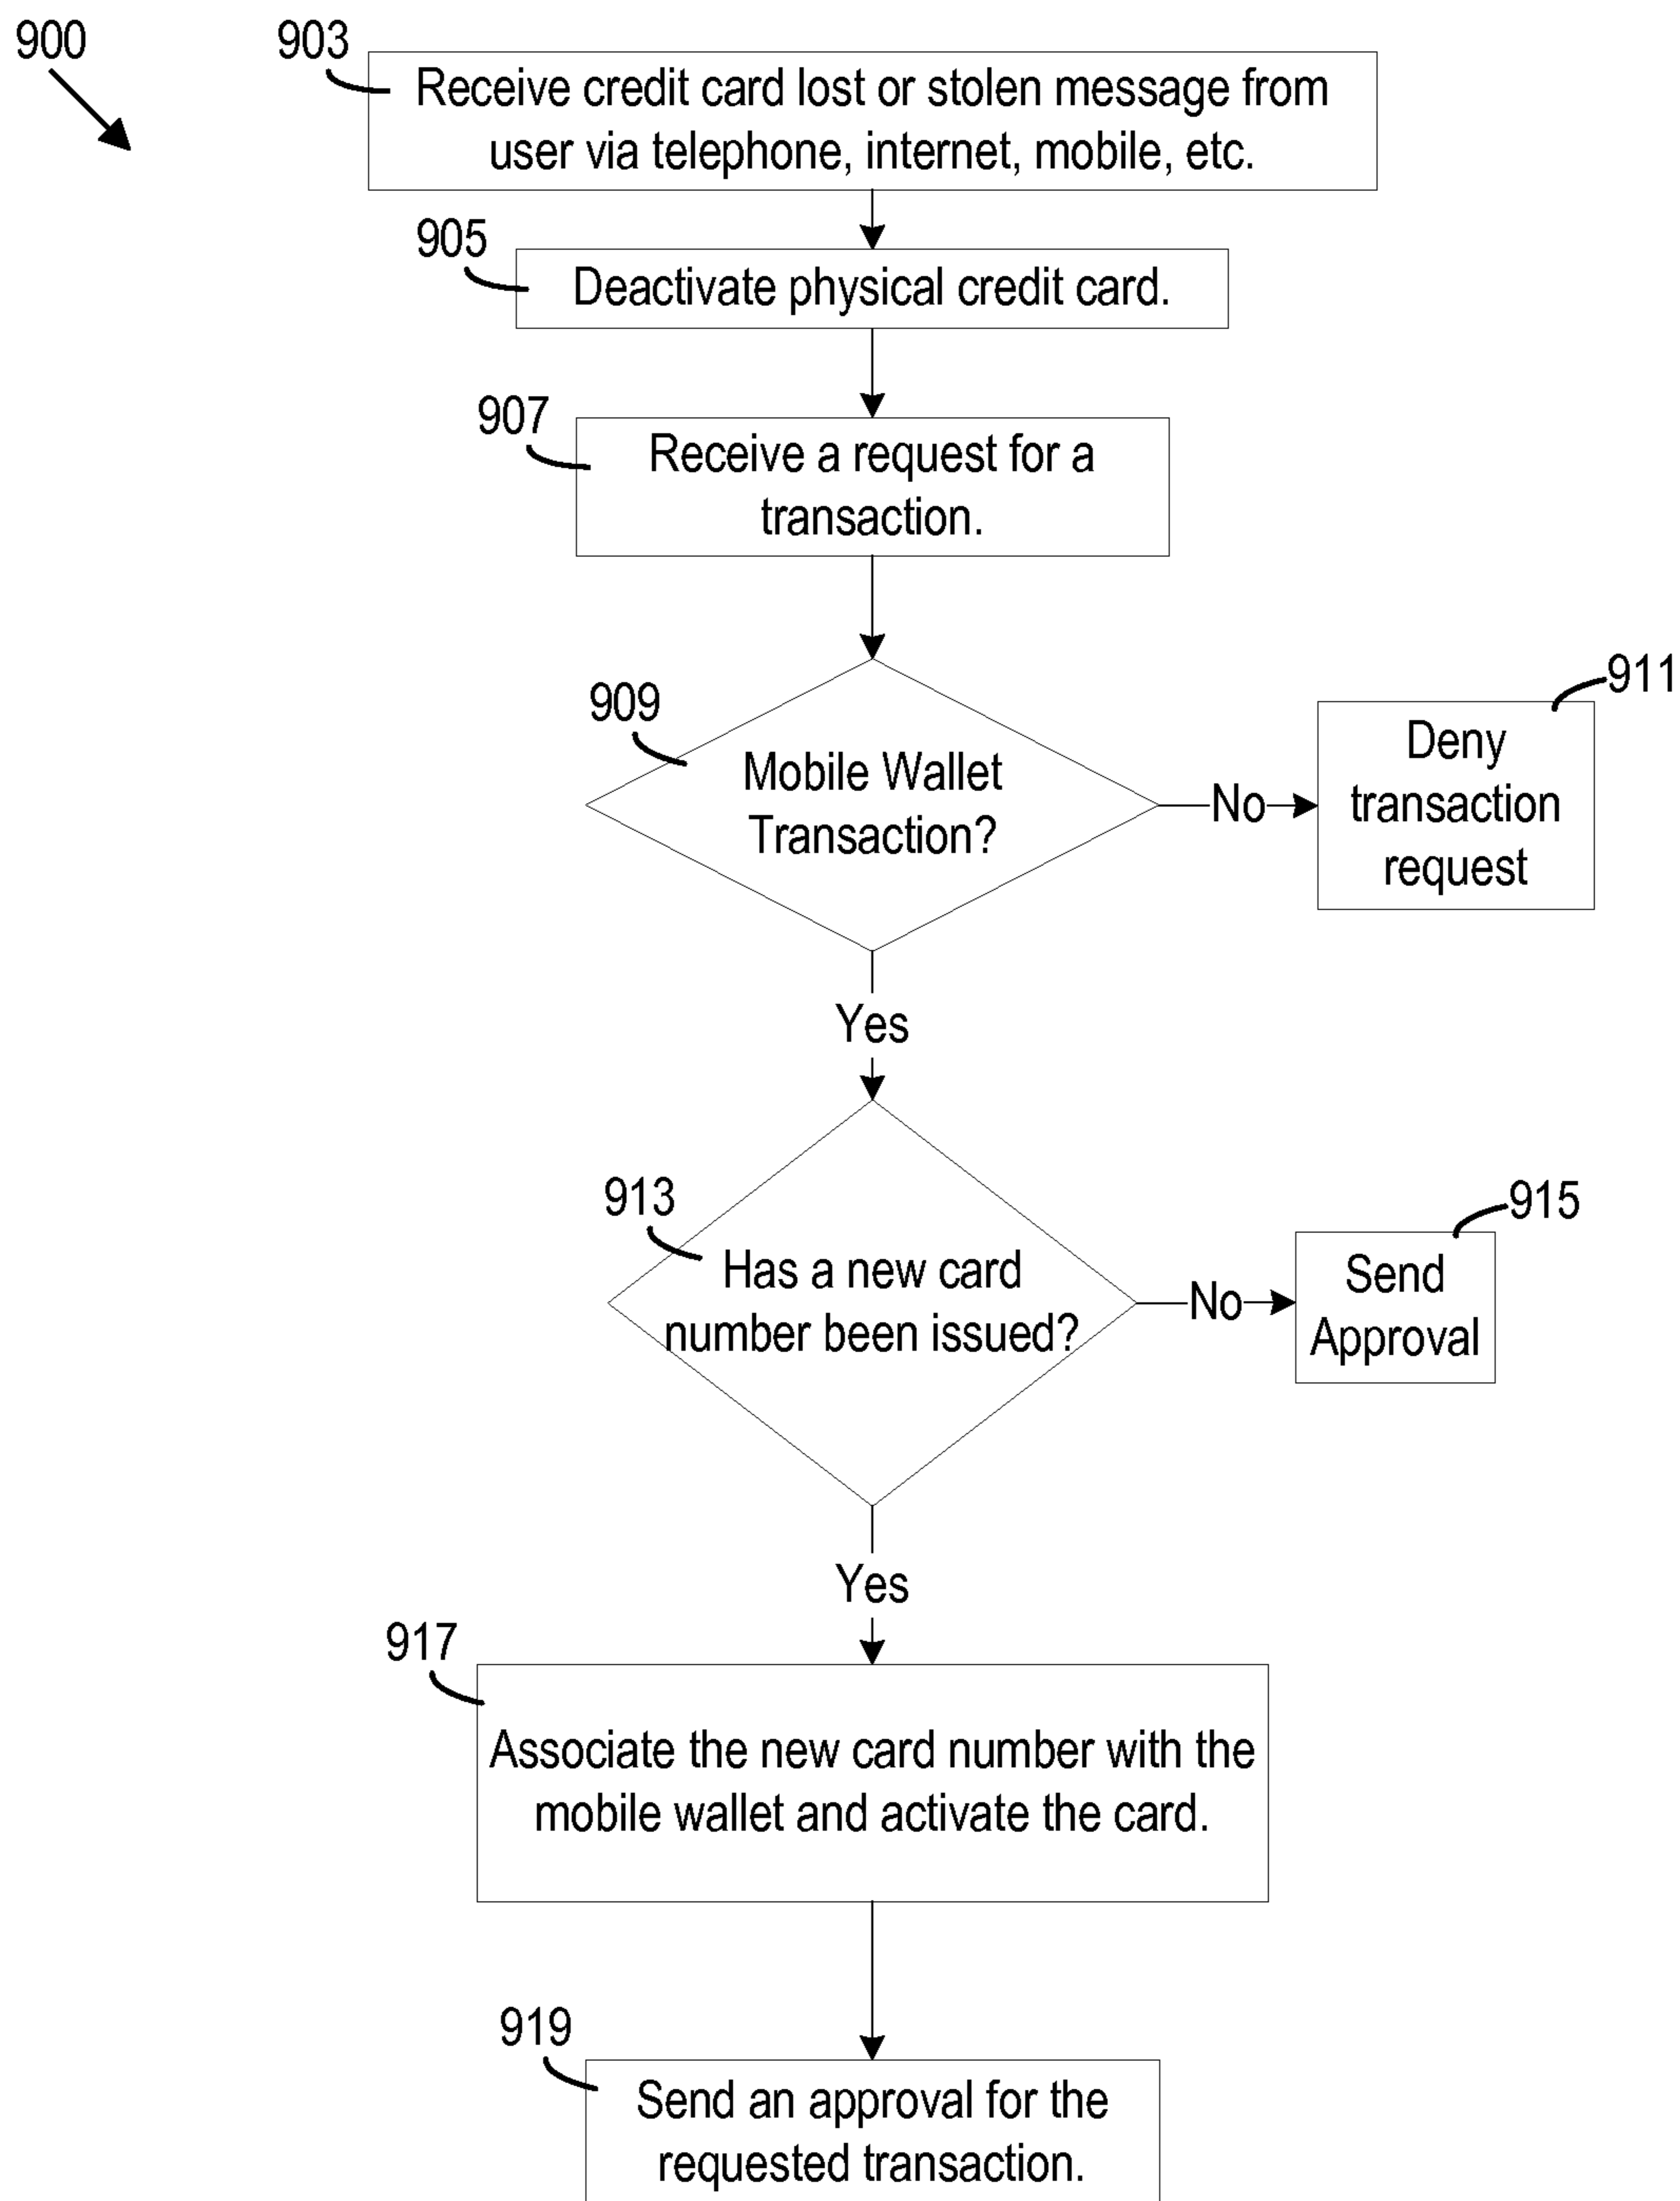 900
903
Receive credit card lost or stolen message from
user via telephone, internet, mobile, etc.
905
Deactivate physical credit card.
907
Receive a request for a
transaction.
909
Mobile Wallet
Transaction?
No
911
Deny
transaction
request
Yes
913
Has a new card
number been issued?
No
915
Send
Approval
Yes
917
Associate the new card number with the
mobile wallet and activate the card.
919
Send an approval for the
requested transaction.